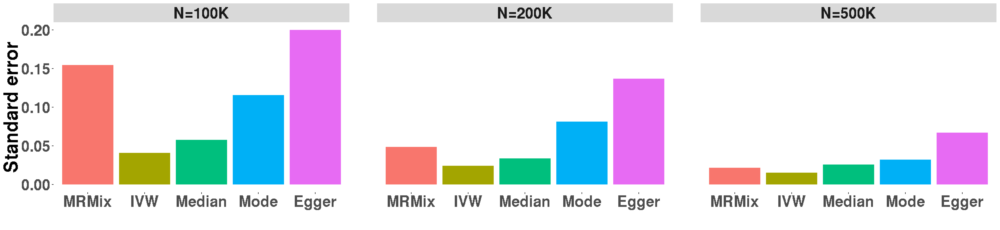 N=100K N=200K N=500K
Standard error
0.20
0.15
0.10
0.05
0.00
MRMix IVW Median Mode Egger MRMix IVW Median Mode Egger MRMix IVW Median Mode Egger